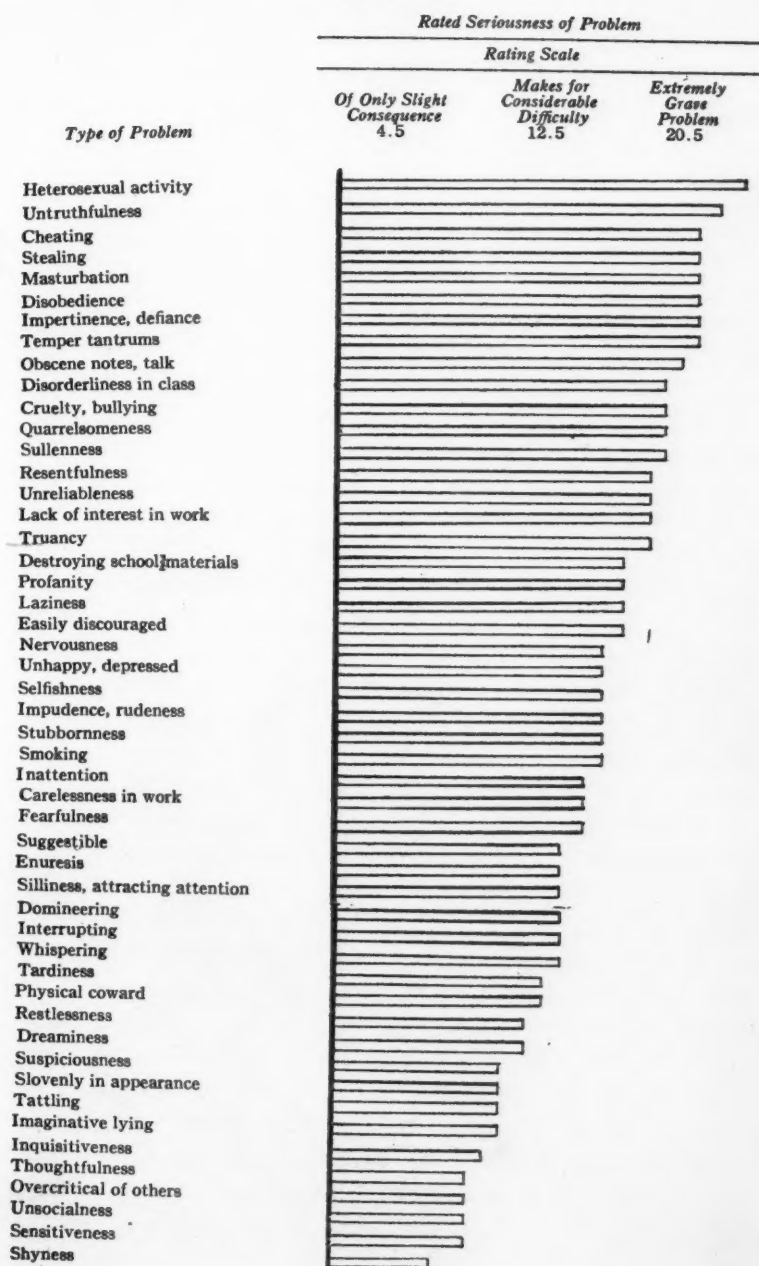 Rated Seriousness of Problem
Rating Scale
Type of Problem
Of Only Slight
Consequence
4.5
Makes for
Considerable
Difficulty
12.5
Extremely
Grave
Problem
20.5
Heterosexual activity
Untruthfulness
Cheating
Stealing
Masturbation
Disobedience
Impertinence, defiance
Temper tantrums
Obscene notes, talk
Disorderliness in class
Cruelty, bullying
Quarrelsomeness
Sullenness
Resentfulness
Unreliableness
Lack of interest in work
Truancy
Destroying school materials
Profanity
Laziness
Easily discouraged
Nervousness
Unhappy, depressed
Selfishness
Impudence, rudeness
Stubbornness
Smoking
Inattention
Carelessness in work
Fearfulness
Suggestible
Enuresis
Silliness, attracting attention
Domineering
Interrupting
Whispering
Tardiness
Physical coward
Restlessness
Dreaminess
Suspiciousness
Slovenly in appearance
Tattling
Imaginative lying
Inquisitiveness
Thoughtfulness
Overcritical of others
Unsocialness
Sensitiveness
Shyness